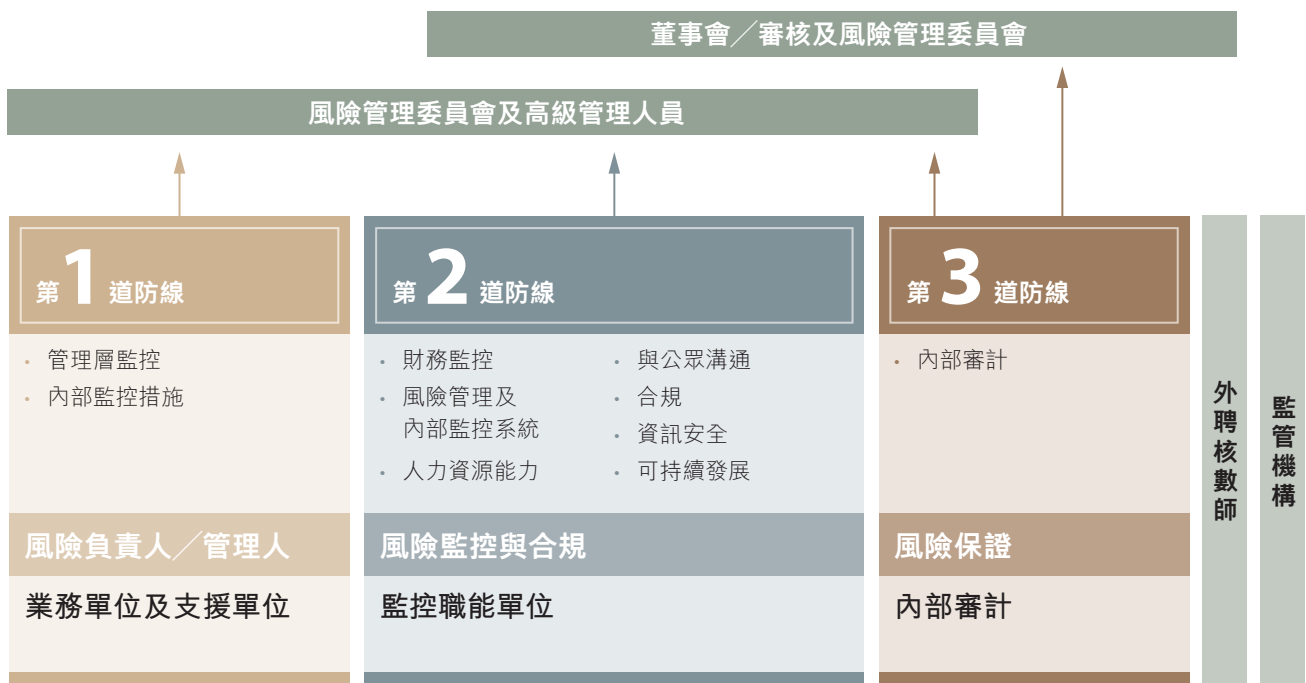 董事會／審核及風險管理委員會
風險管理委員會及高級管理人員
第1道防線
• 管理層監控
• 內部監控措施
風險負責人／管理人
業務單位及支援單位
第2道防線
• 財務監控
• 風險管理及
內部監控系統
• 人力資源能力
• 與公眾溝通
• 合規
• 資訊安全
• 可持續發展
風險監控與合規
監控職能單位
第3道防線
• 內部審計
風險保證
內部審計
外聘核數師
監管機構